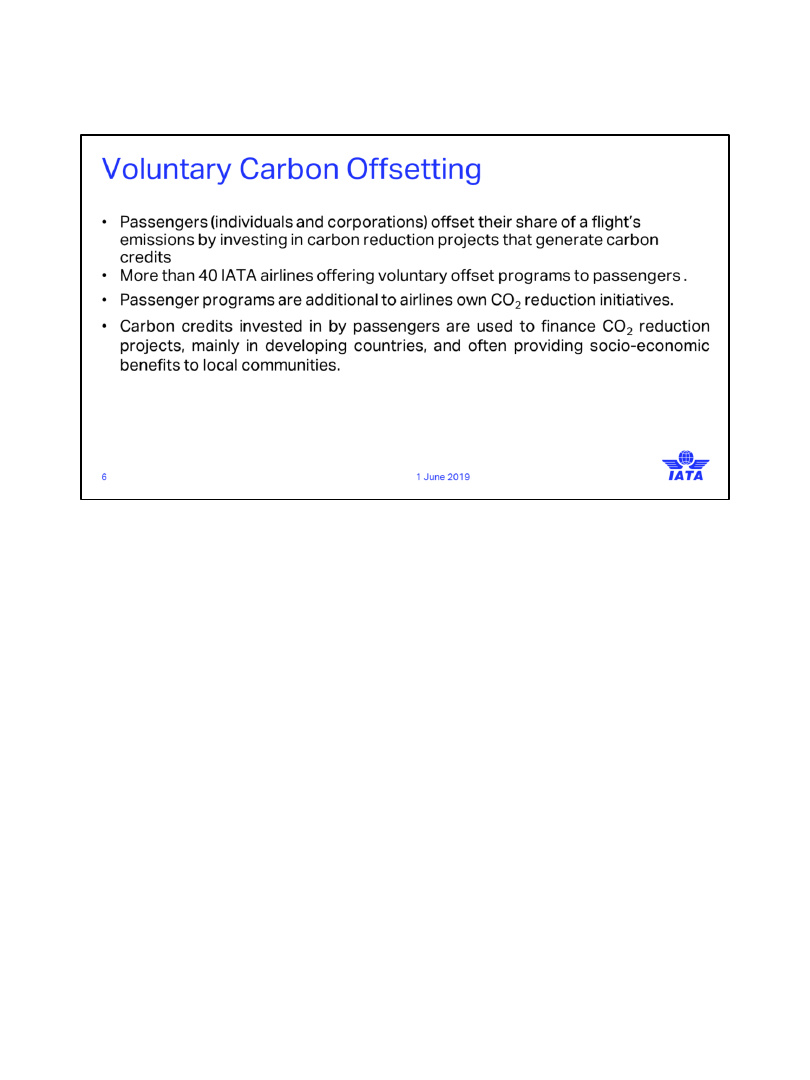 Voluntary Carbon Offsetting
• Passengers (individuals and corporations) offset their share of a flight's
emissions by investing in carbon reduction projects that generate carbon
credits
• More than 40 IATA airlines offering voluntary offset programs to passengers .
• Passenger programs are additional to airlines own CO₂ reduction initiatives.
• Carbon credits invested in by passengers are used to finance CO₂ reduction
projects, mainly in developing countries, and often providing socio-economic
benefits to local communities.
6
1 June 2019
IATA